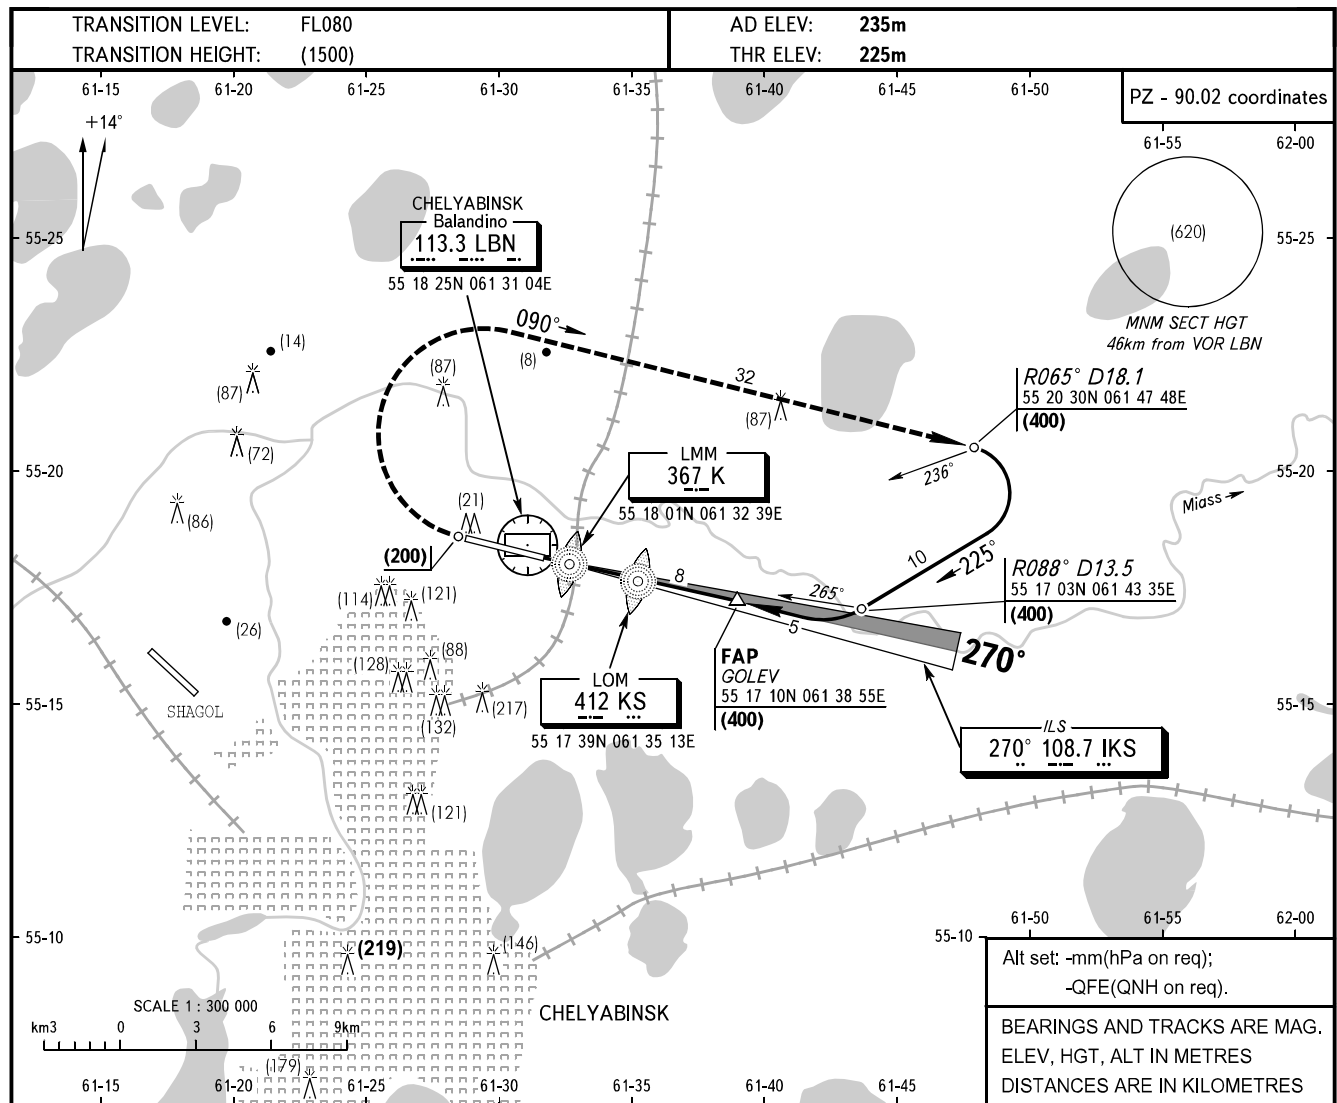 TRANSITION LEVEL: FL080
TRANSITION HEIGHT: (1500)
AD ELEV: 235m
THR ELEV: 225m
61-15 61-20 61-25 61-30 61-35 61-40 61-45 61-50
PZ - 90.02 coordinates
61-55 62-00
+14°
CHELYABINSK
Balandino
113.3 LBN
55 18 25N 061 31 04E
55-25
55-25
(620)
MNM SECT HGT
46km from VOR LBN
090°
(14)
(8)
(87)
(87)
32
(87)
R065° D18.1
55 20 30N 061 47 48E
(400)
(72)
LMM
367 K
55 18 01N 061 32 39E
55-20
236°
55-20
Miass
(86)
(21)
(200)
10
225°
8
265°
R088° D13.5
55 17 03N 061 43 35E
(400)
(114)
(121)
(26)
5
270°
(128)
(88)
FAP
GOLEV
55 17 10N 061 38 55E
(400)
LOM
412 KS
55 17 39N 061 35 13E
SHAGOL
55-15
(132)
(217)
55-15
ILS
270° 108.7 IKS
(121)
61-50 61-55 62-00
55-10
55-10
(219)
(146)
Alt set: -mm(hPa on req);
-QFE(QNH on req).
SCALE 1 : 300 000
km3 0 3 6 9km
CHELYABINSK
BEARINGS AND TRACKS ARE MAG.
ELEV, HGT, ALT IN METRES
DISTANCES ARE IN KILOMETRES
(179)
61-15 61-20 61-25 61-30 61-35 61-40 61-45